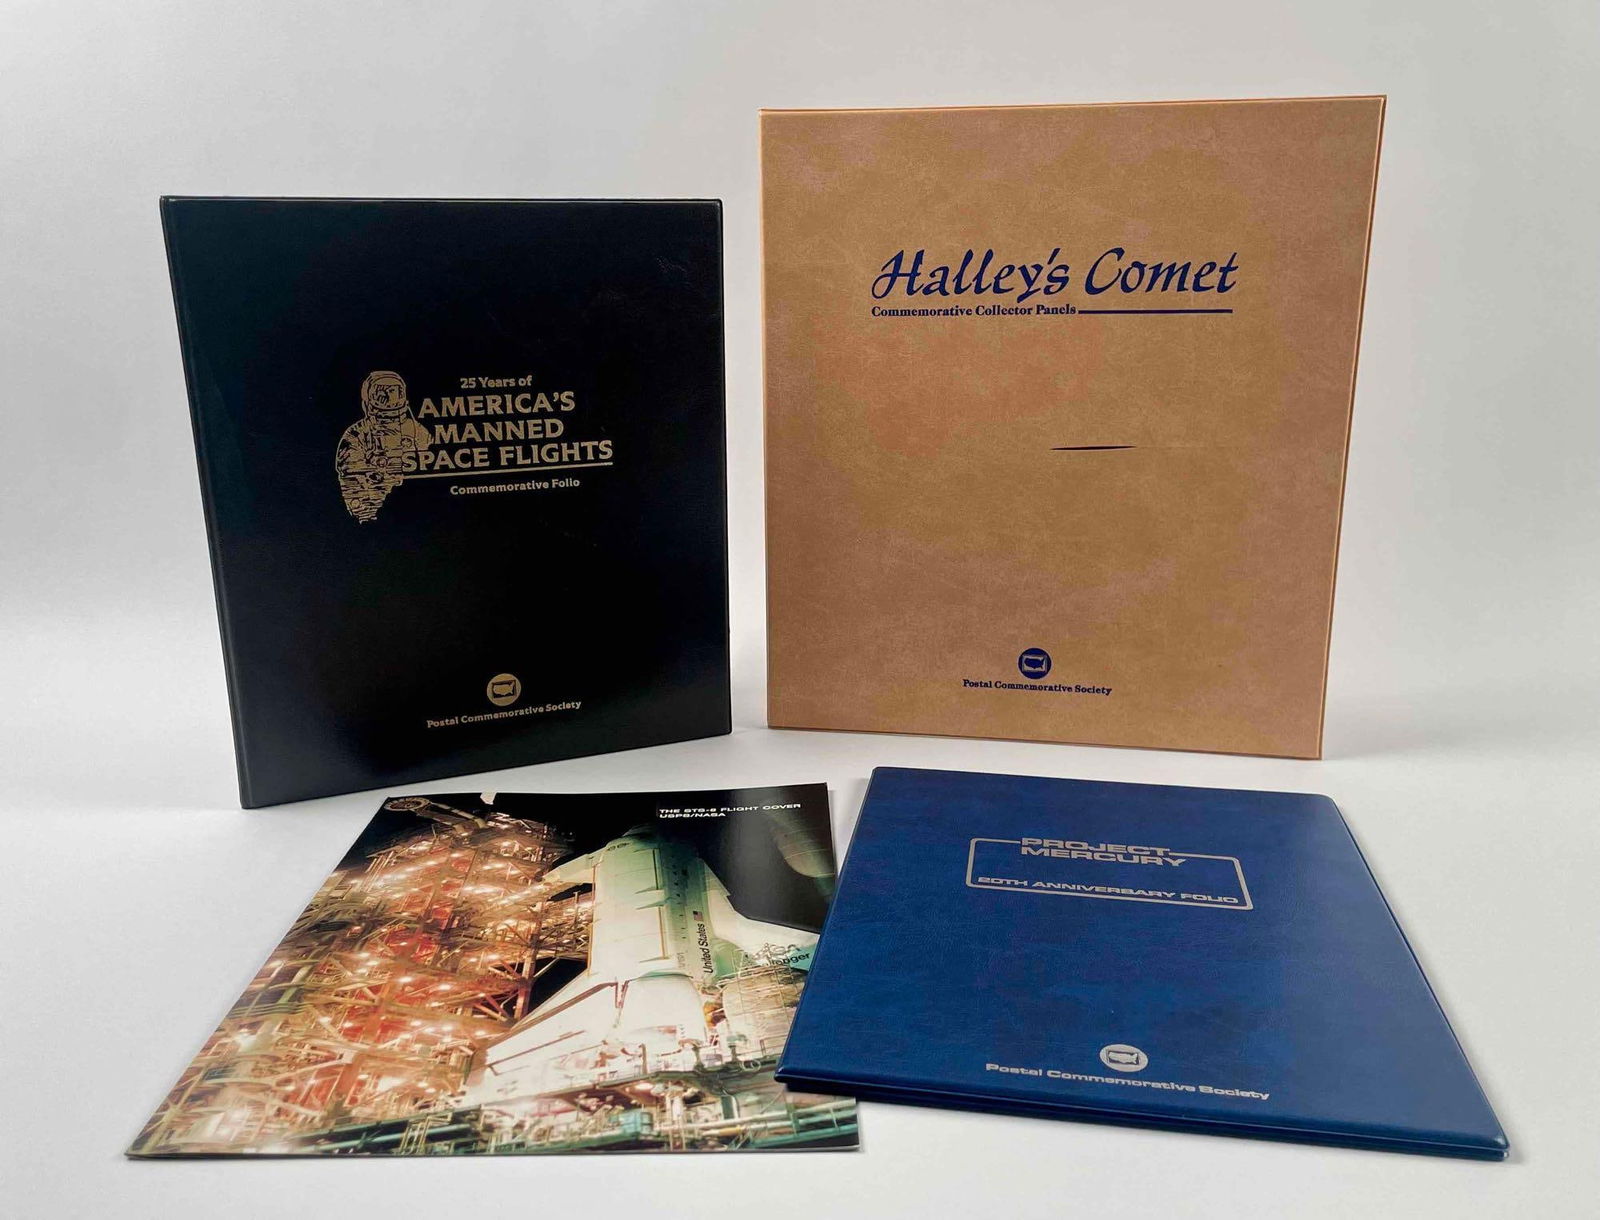 25 Years of
AMERICA'S
MANNED
SPACE FLIGHTS
Commemorative Folio
Postal Commemorative Society
Halley's Comet
Commemorative Collector Panels
Postal Commemorative Society
THE STS-8 FLIGHT COVER
USPS/NASA
United States
PROJECT
MERCURY
20TH ANNIVERSARY FOLIO
Postal Commemorative Society